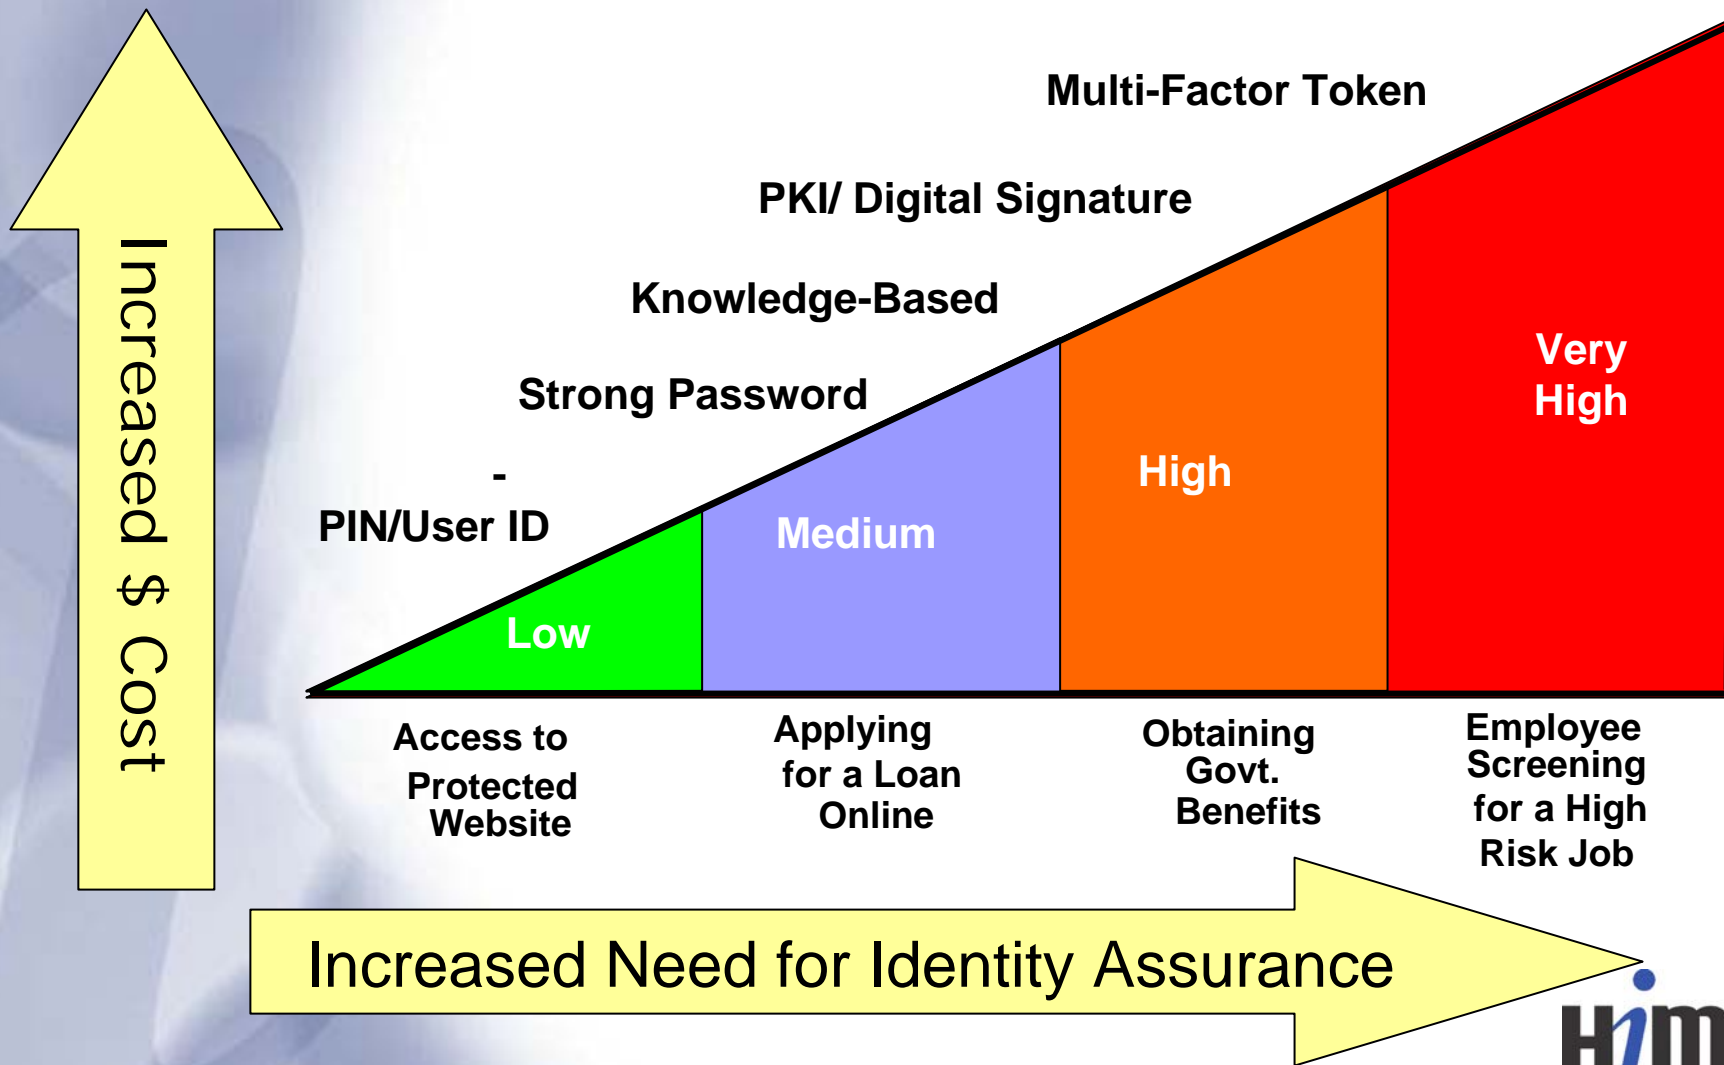 Increased $ Cost
Multi-Factor Token
PKI/ Digital Signature
Knowledge-Based
Strong Password
-
PIN/User ID
Low
Medium
High
Very
High
Access to
Protected
Website
Applying
for a Loan
Online
Obtaining
Govt.
Benefits
Employee
Screening
for a High
Risk Job
Increased Need for Identity Assurance